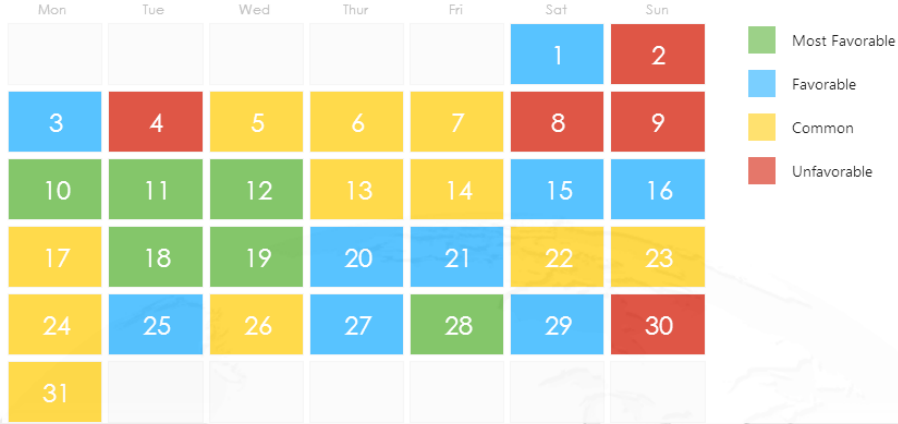 Mon Tue Wed Thur Fri Sat Sun
1 2
3 4 5 6 7 8 9
10 11 12 13 14 15 16
17 18 19 20 21 22 23
24 25 26 27 28 29 30
31
Most Favorable
Favorable
Common
Unfavorable